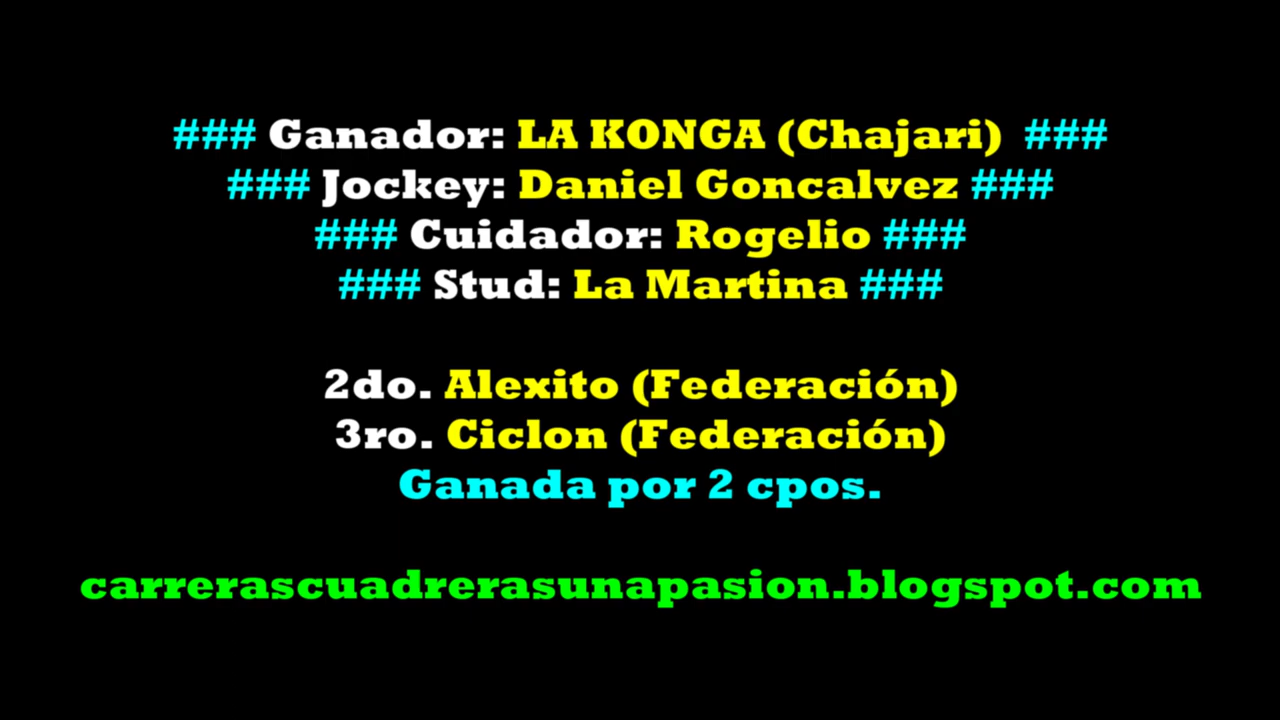 ### Ganador: LA KONGA (Chajari) ###
### Jockey: Daniel Goncalvez ###
### Cuidador: Rogelio ###
### Stud: La Martina ###
2do. Alexito (Federación)
3ro. Ciclon (Federación)
Ganada por 2 cpos.
carrerascuadrerasunapasion.blogspot.com